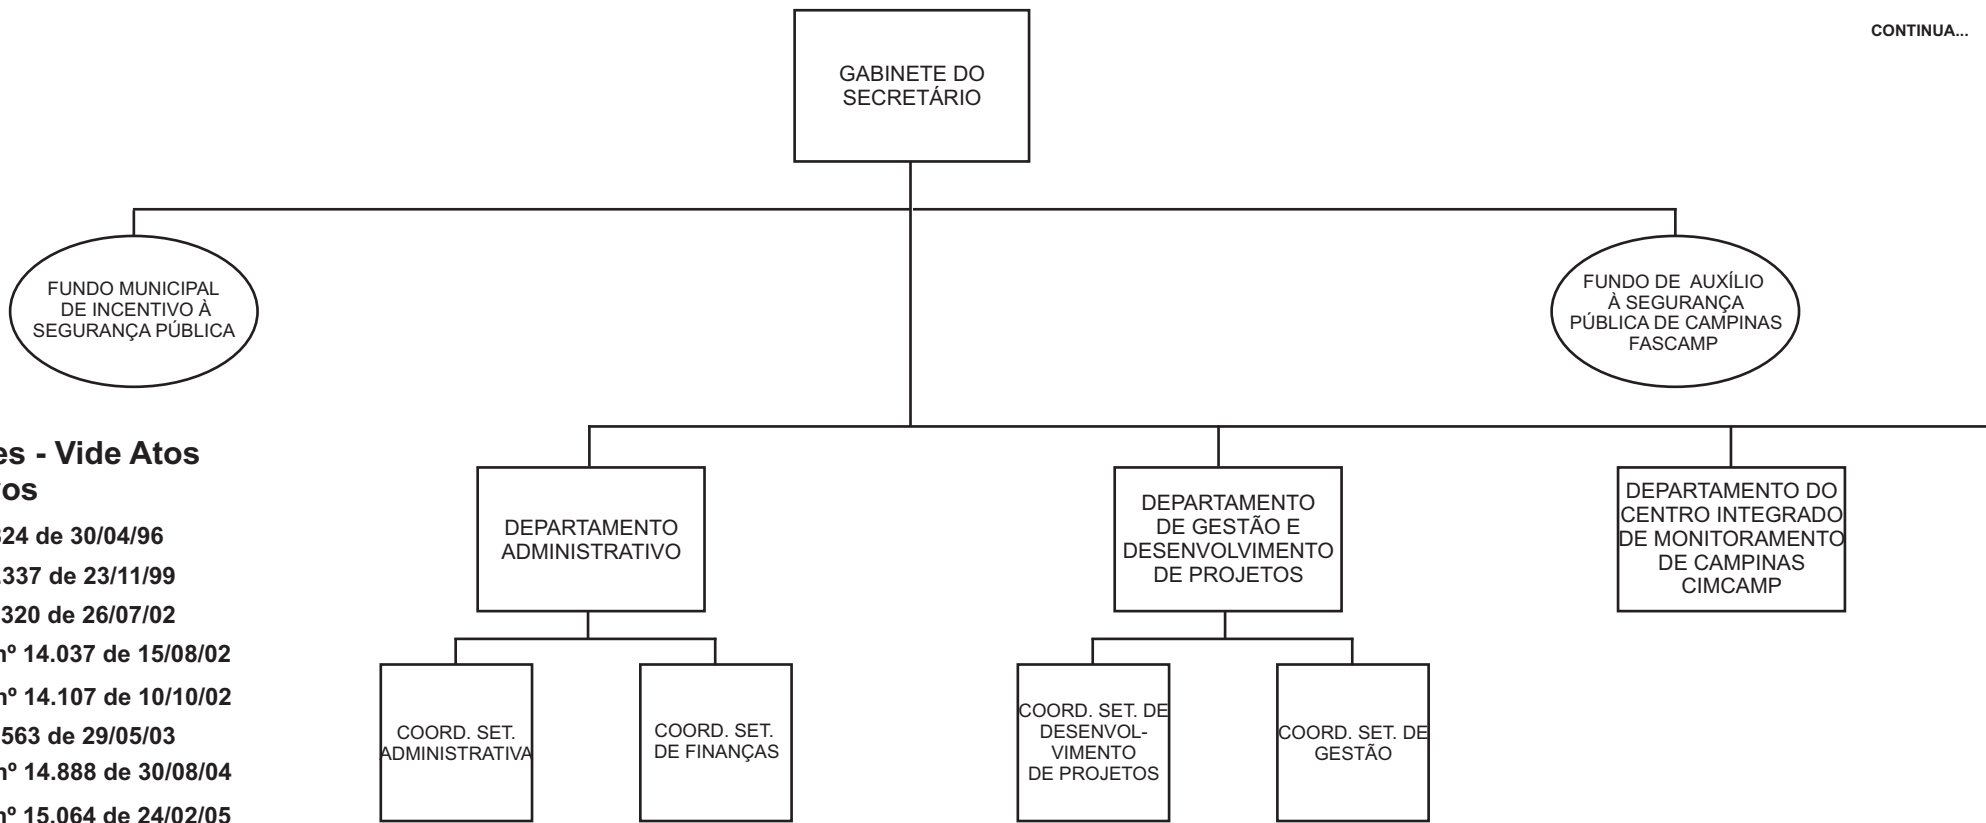 CONTINUA...
GABINETE DO
SECRETÁRIO
FUNDO MUNICIPAL
DE INCENTIVO À
SEGURANÇA PÚBLICA
FUNDO DE AUXÍLIO
À SEGURANÇA
PÚBLICA DE CAMPINAS
FASCAMP
es - Vide Atos
os
324 de 30/04/96
.337 de 23/11/99
320 de 26/07/02
nº 14.037 de 15/08/02
nº 14.107 de 10/10/02
.563 de 29/05/03
nº 14.888 de 30/08/04
nº 15.064 de 24/02/05
DEPARTAMENTO
ADMINISTRATIVO
DEPARTAMENTO
DE GESTÃO E
DESENVOLVIMENTO
DE PROJETOS
DEPARTAMENTO DO
CENTRO INTEGRADO
DE MONITORAMENTO
DE CAMPINAS
CIMCAMP
COORD. SET.
ADMINISTRATIVA
COORD. SET.
DE FINANÇAS
COORD. SET. DE
DESENVOL-
VIMENTO
DE PROJETOS
COORD. SET. DE
GESTÃO